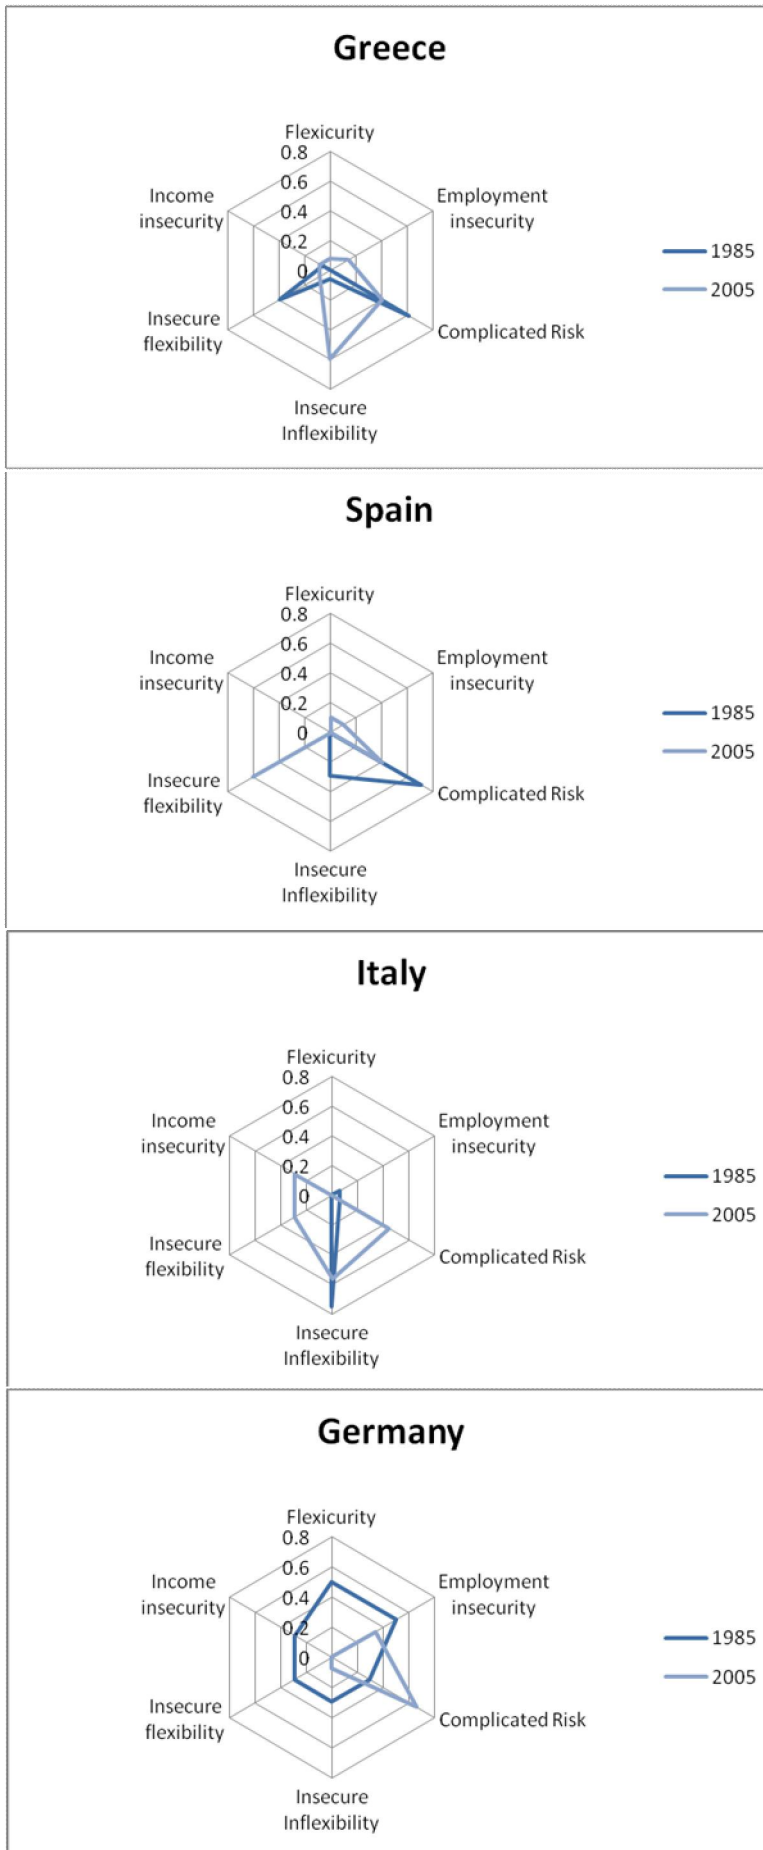 Greece
Flexicurity
0.8
0.6
0.4
0.2
0
Income
insecurity
Employment
insecurity
1985
2005
Insecure
flexibility
Complicated Risk
Insecure
Inflexibility
Spain
Flexicurity
0.8
0.6
0.4
0.2
0
Income
insecurity
Employment
insecurity
1985
2005
Insecure
flexibility
Complicated Risk
Insecure
Inflexibility
Italy
Flexicurity
0.8
0.6
0.4
0.2
0
Income
insecurity
Employment
insecurity
1985
2005
Insecure
flexibility
Complicated Risk
Insecure
Inflexibility
Germany
Flexicurity
0.8
0.6
0.4
0.2
0
Income
insecurity
Employment
insecurity
1985
2005
Insecure
flexibility
Complicated Risk
Insecure
Inflexibility